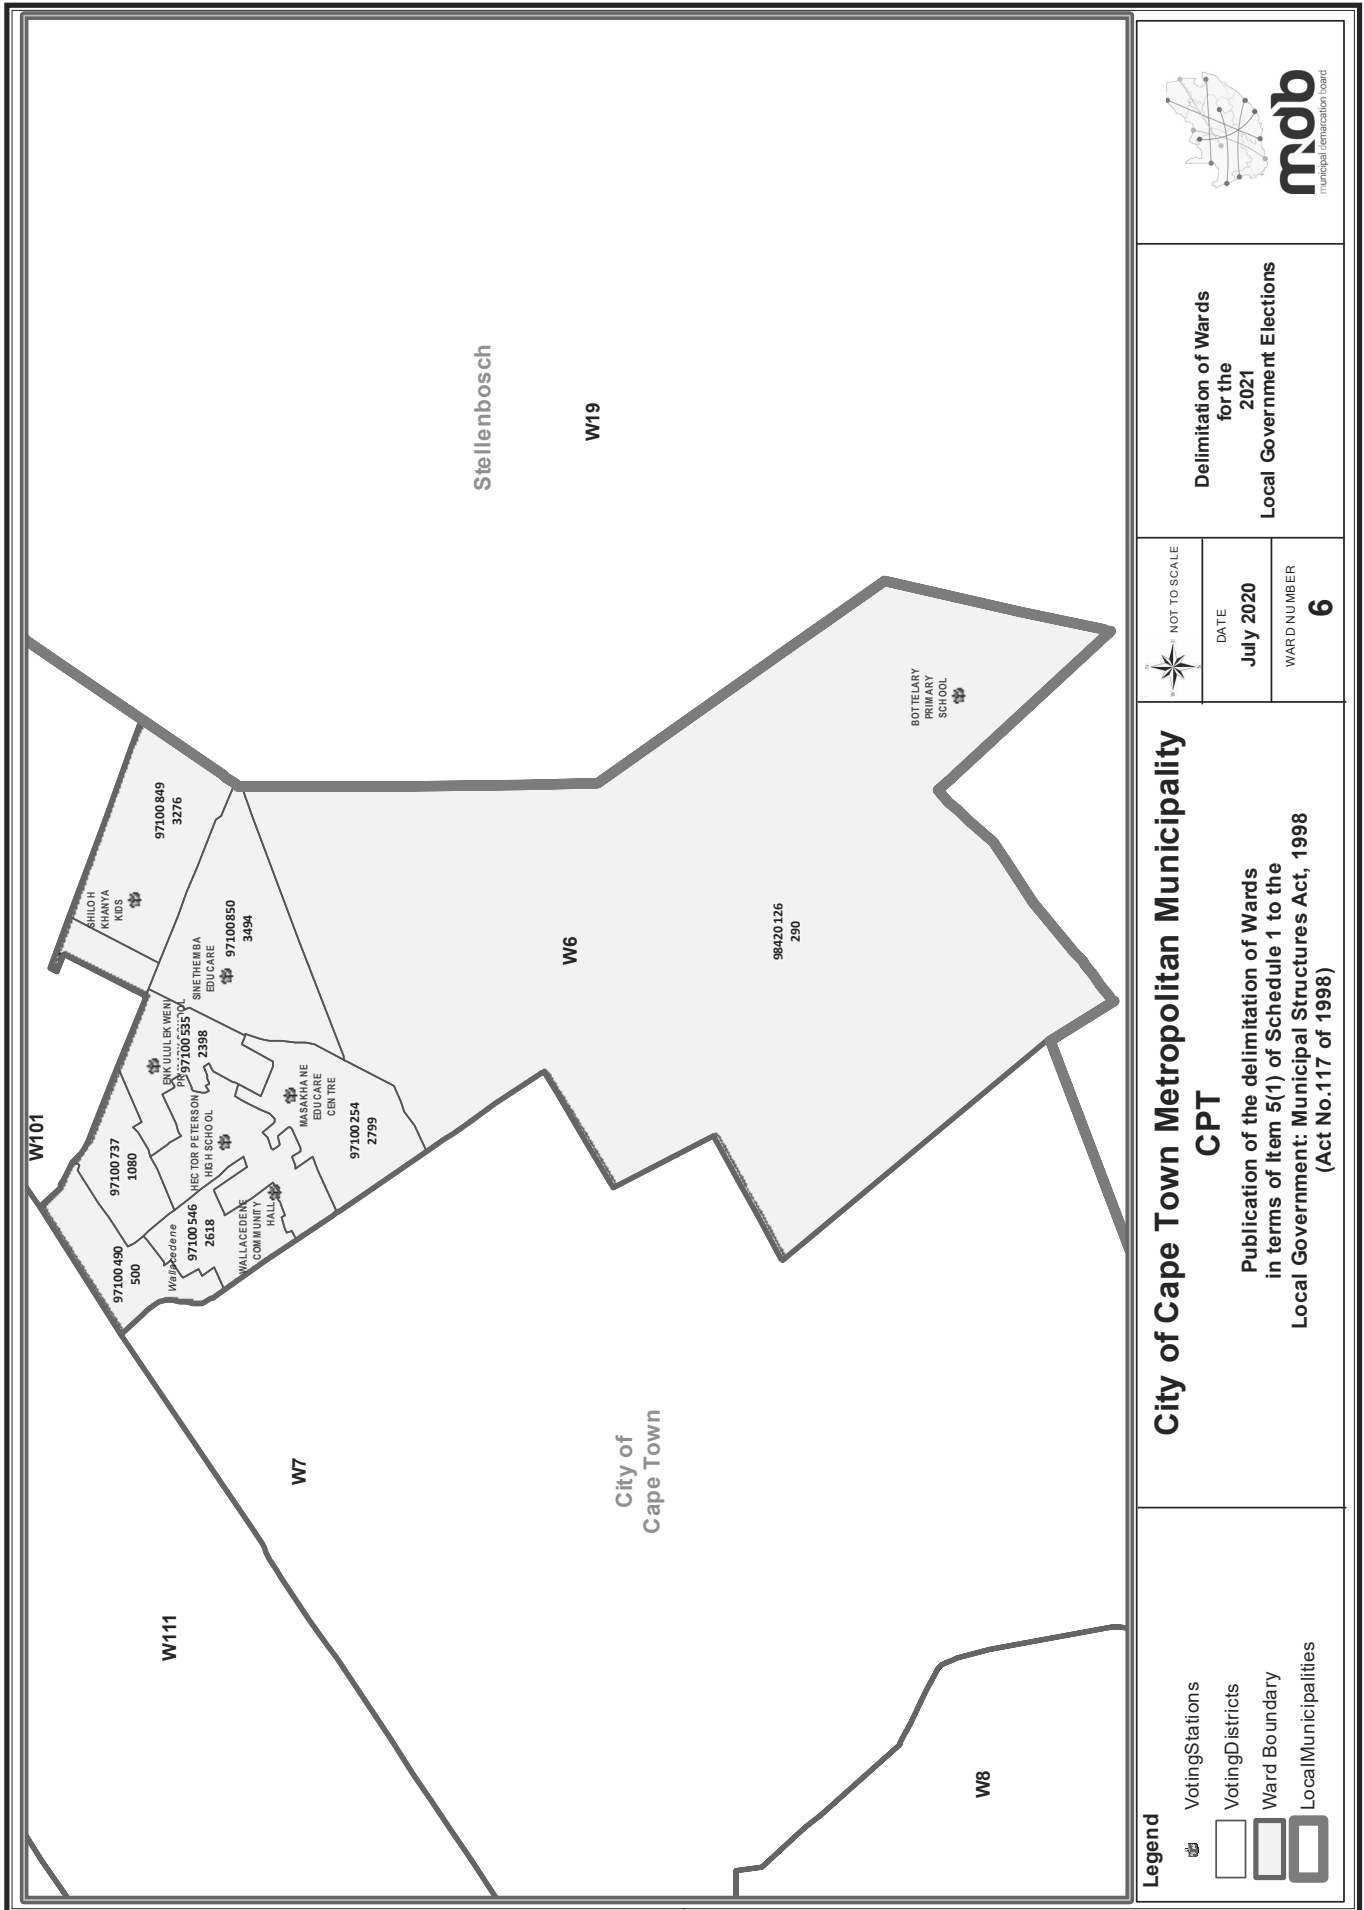 W101
W111
W7
W8
W6
W19
Stellenbosch
City of
Cape Town
SHILOH
KHANYA
KIDS
97100849
3276
SINETHEMBA
EDUCARE
97100850
3494
ENKULULEKWENI
97100535
2398
HECTOR PETERSON
HIGH SCHOOL
97100737
1080
97100490
500
Wallacedene
97100546
2618
WALLACEDENE
COMMUNITY
HALL
MASAKHANE
EDUCARE
CENTRE
97100254
2799
98420126
290
BOTTELARY
PRIMARY
SCHOOL
Legend
VotingStations
VotingDistricts
Ward Boundary
LocalMunicipalities
City of Cape Town Metropolitan Municipality
CPT
Publication of the delimitation of Wards
in terms of Item 5(1) of Schedule 1 to the
Local Government: Municipal Structures Act, 1998
(Act No.117 of 1998)
N
W
E
S
NOT TO SCALE
DATE
July 2020
WARD NUMBER
6
Delimitation of Wards
for the
2021
Local Government Elections
mdb
municipal demarcation board